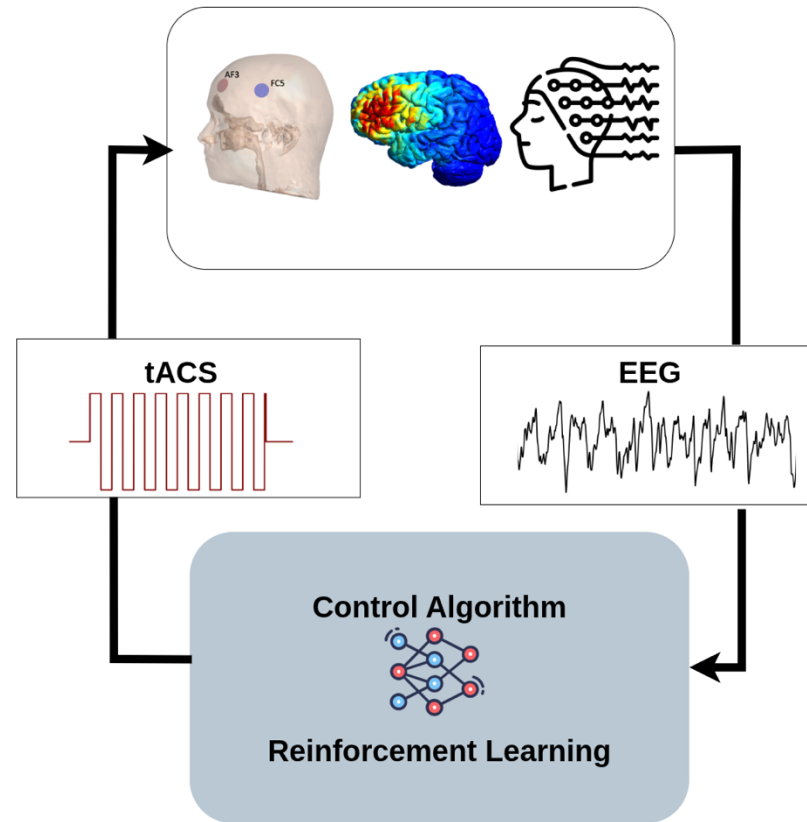 AF3
FC5
tACS
EEG
Control Algorithm
Reinforcement Learning